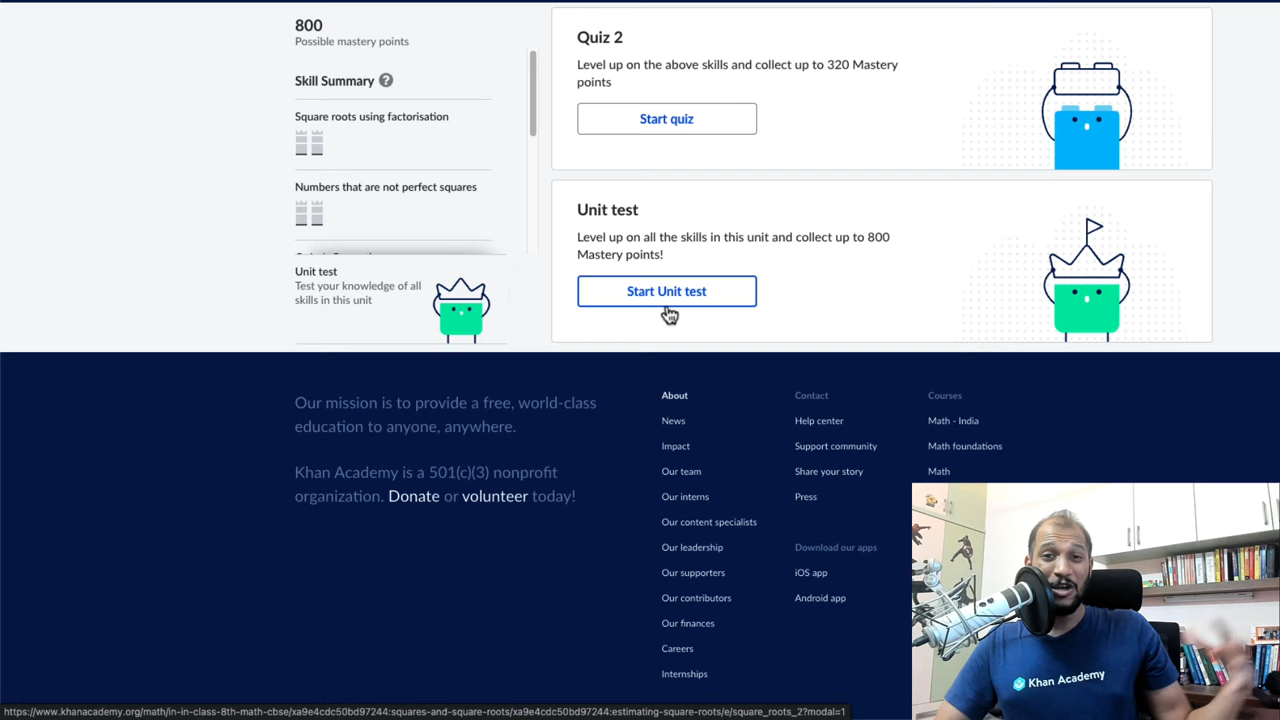 800
Possible mastery points
Skill Summary ?
Square roots using factorisation
Numbers that are not perfect squares
Unit test
Test your knowledge of all
skills in this unit
Quiz 2
Level up on the above skills and collect up to 320 Mastery
points
Start quiz
Unit test
Level up on all the skills in this unit and collect up to 800
Mastery points!
Start Unit test
Our mission is to provide a free, world-class
education to anyone, anywhere.
Khan Academy is a 501(c)(3) nonprofit
organization. Donate or volunteer today!
About
News
Impact
Our team
Our interns
Our content specialists
Our leadership
Our supporters
Our contributors
Our finances
Careers
Internships
Contact
Help center
Support community
Share your story
Press
Download our apps
iOS app
Android app
Courses
Math - India
Math foundations
Math
Khan Academy
https://www.khanacademy.org/math/in-in-class-8th-math-cbse/xa9e4cdc50bd97244:squares-and-square-roots/xa9e4cdc50bd97244:estimating-square-roots/e/square_roots_2?modal=1